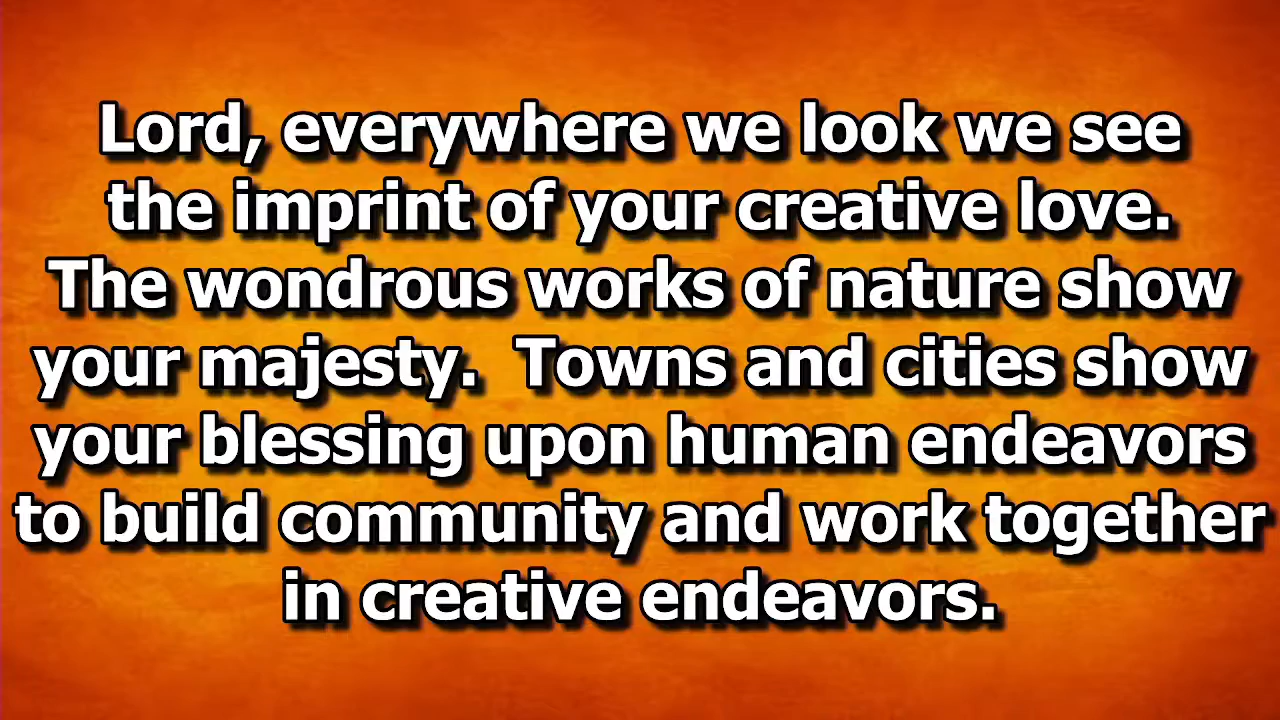 Lord, everywhere we look we see
the imprint of your creative love.
The wondrous works of nature show
your majesty.  Towns and cities show
your blessing upon human endeavors
to build community and work together
in creative endeavors.